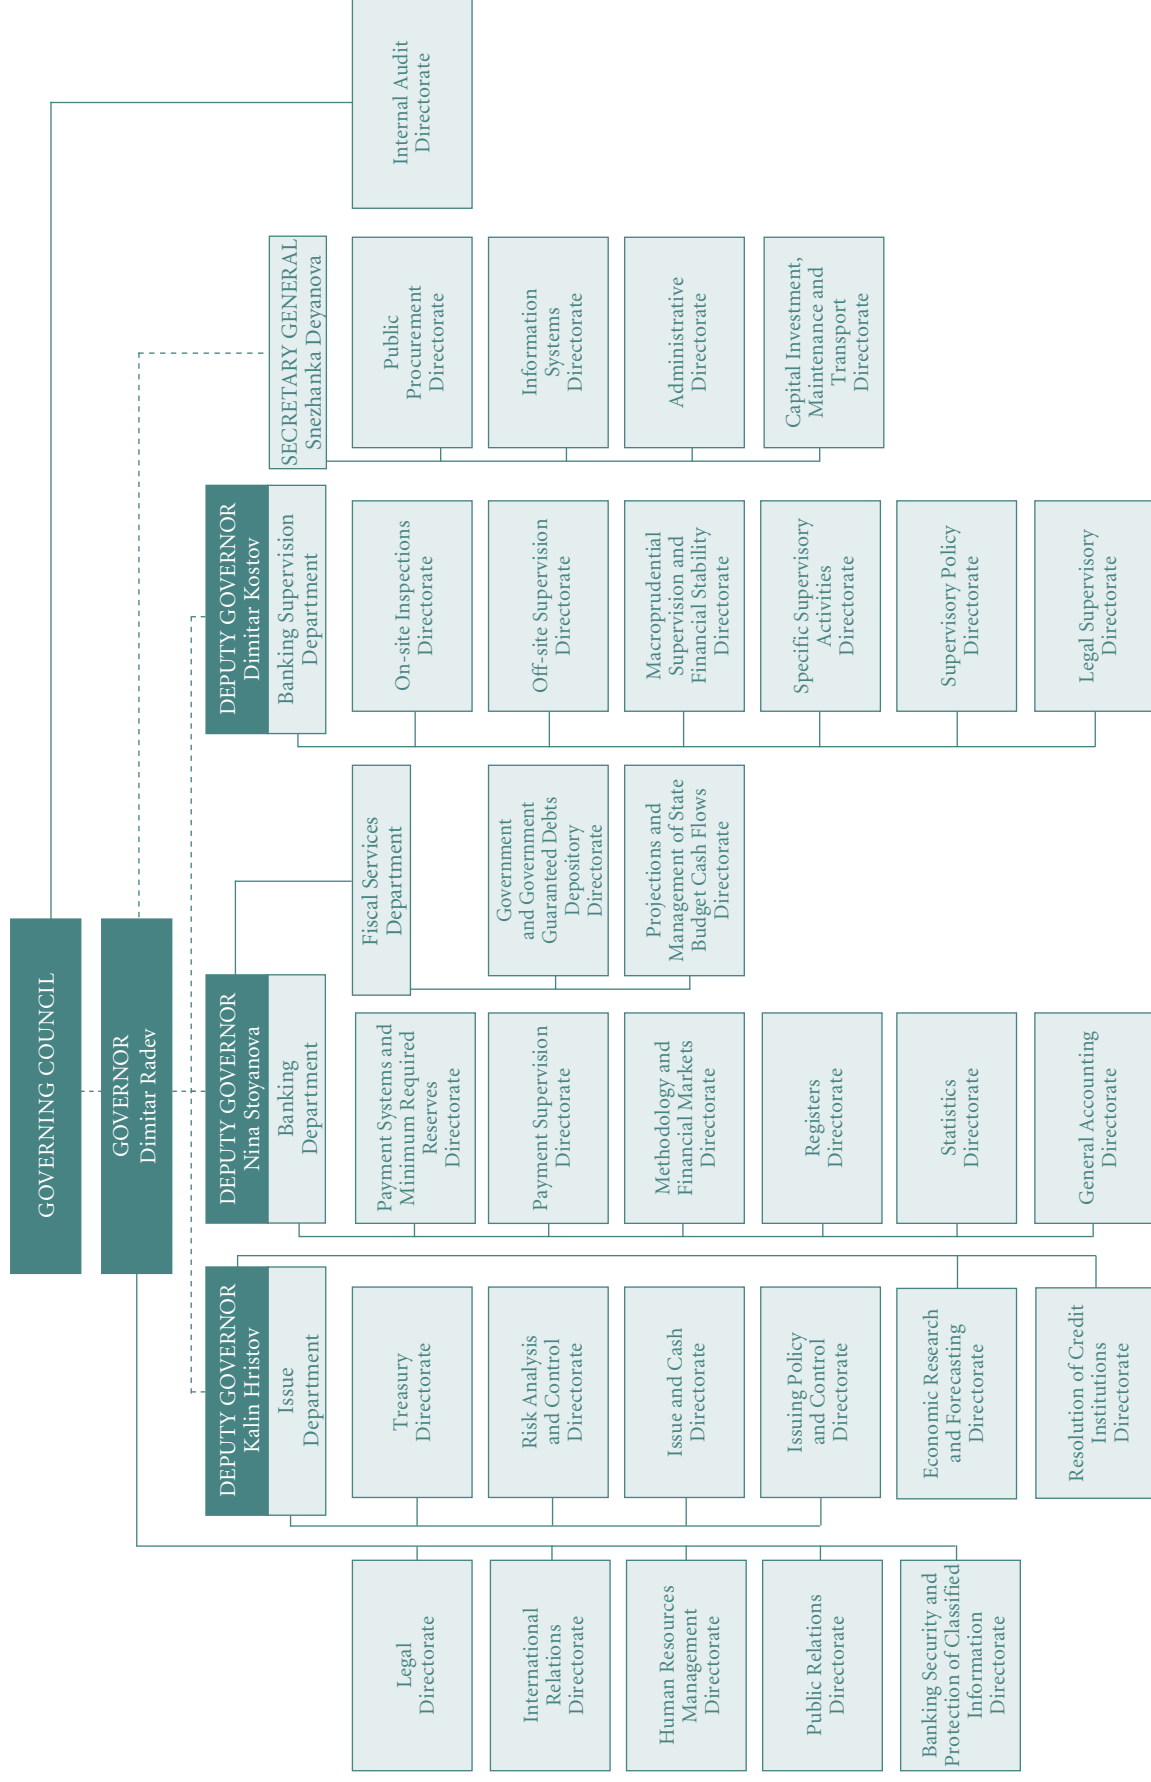 GOVERNING COUNCIL
GOVERNOR
Dimitar Radev
Legal
Directorate
International
Relations
Directorate
Human Resources
Management
Directorate
Public Relations
Directorate
Banking Security and
Protection of Classified
Information
Directorate
DEPUTY GOVERNOR
Kalin Hristov
Issue
Department
Treasury
Directorate
Risk Analysis
and Control
Directorate
Issue and Cash
Directorate
Issuing Policy
and Control
Directorate
Economic Research
and Forecasting
Directorate
Resolution of Credit
Institutions
Directorate
DEPUTY GOVERNOR
Nina Stoyanova
Banking
Department
Payment Systems and
Minimum Required
Reserves
Directorate
Payment Supervision
Directorate
Methodology and
Financial Markets
Directorate
Registers
Directorate
Statistics
Directorate
General Accounting
Directorate
Fiscal Services
Department
Government
and Government
Guaranteed Debts
Depository
Directorate
Projections and
Management of State
Budget Cash Flows
Directorate
DEPUTY GOVERNOR
Dimitar Kostov
Banking Supervision
Department
On-site Inspections
Directorate
Off-site Supervision
Directorate
Macroprudential
Supervision and
Financial Stability
Directorate
Specific Supervisory
Activities
Directorate
Supervisory Policy
Directorate
Legal Supervisory
Directorate
SECRETARY GENERAL
Snezhanka Deyanova
Public
Procurement
Directorate
Information
Systems
Directorate
Administrative
Directorate
Capital Investment,
Maintenance and
Transport
Directorate
Internal Audit
Directorate